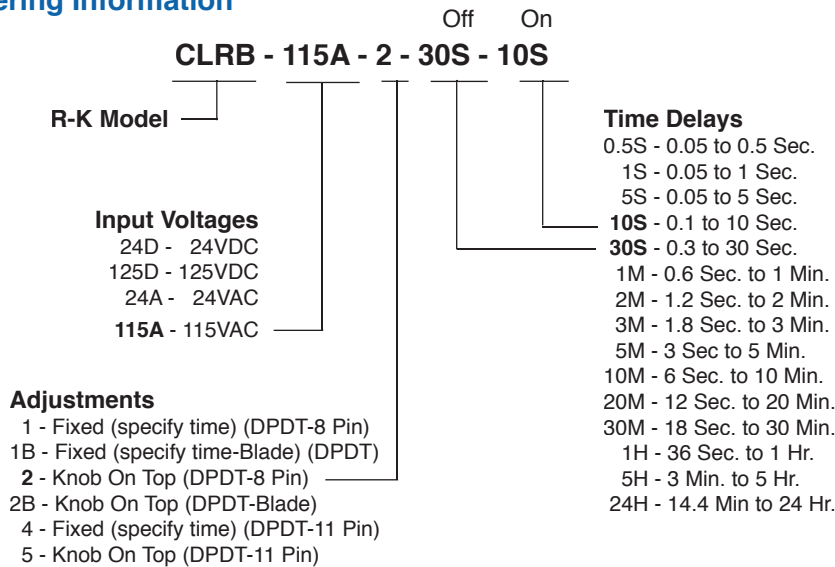 ering Information
Off On
CLRB - 115A - 2 - 30S - 10S
R-K Model
Time Delays
0.5S - 0.05 to 0.5 Sec.
1S - 0.05 to 1 Sec.
5S - 0.05 to 5 Sec.
10S - 0.1 to 10 Sec.
30S - 0.3 to 30 Sec.
1M - 0.6 Sec. to 1 Min.
2M - 1.2 Sec. to 2 Min.
3M - 1.8 Sec. to 3 Min.
5M - 3 Sec to 5 Min.
10M - 6 Sec. to 10 Min.
20M - 12 Sec. to 20 Min.
30M - 18 Sec. to 30 Min.
1H - 36 Sec. to 1 Hr.
5H - 3 Min. to 5 Hr.
24H - 14.4 Min to 24 Hr.
Input Voltages
24D - 24VDC
125D - 125VDC
24A - 24VAC
115A - 115VAC
Adjustments
1 - Fixed (specify time) (DPDT-8 Pin)
1B - Fixed (specify time-Blade) (DPDT)
2 - Knob On Top (DPDT-8 Pin)
2B - Knob On Top (DPDT-Blade)
4 - Fixed (specify time) (DPDT-11 Pin)
5 - Knob On Top (DPDT-11 Pin)